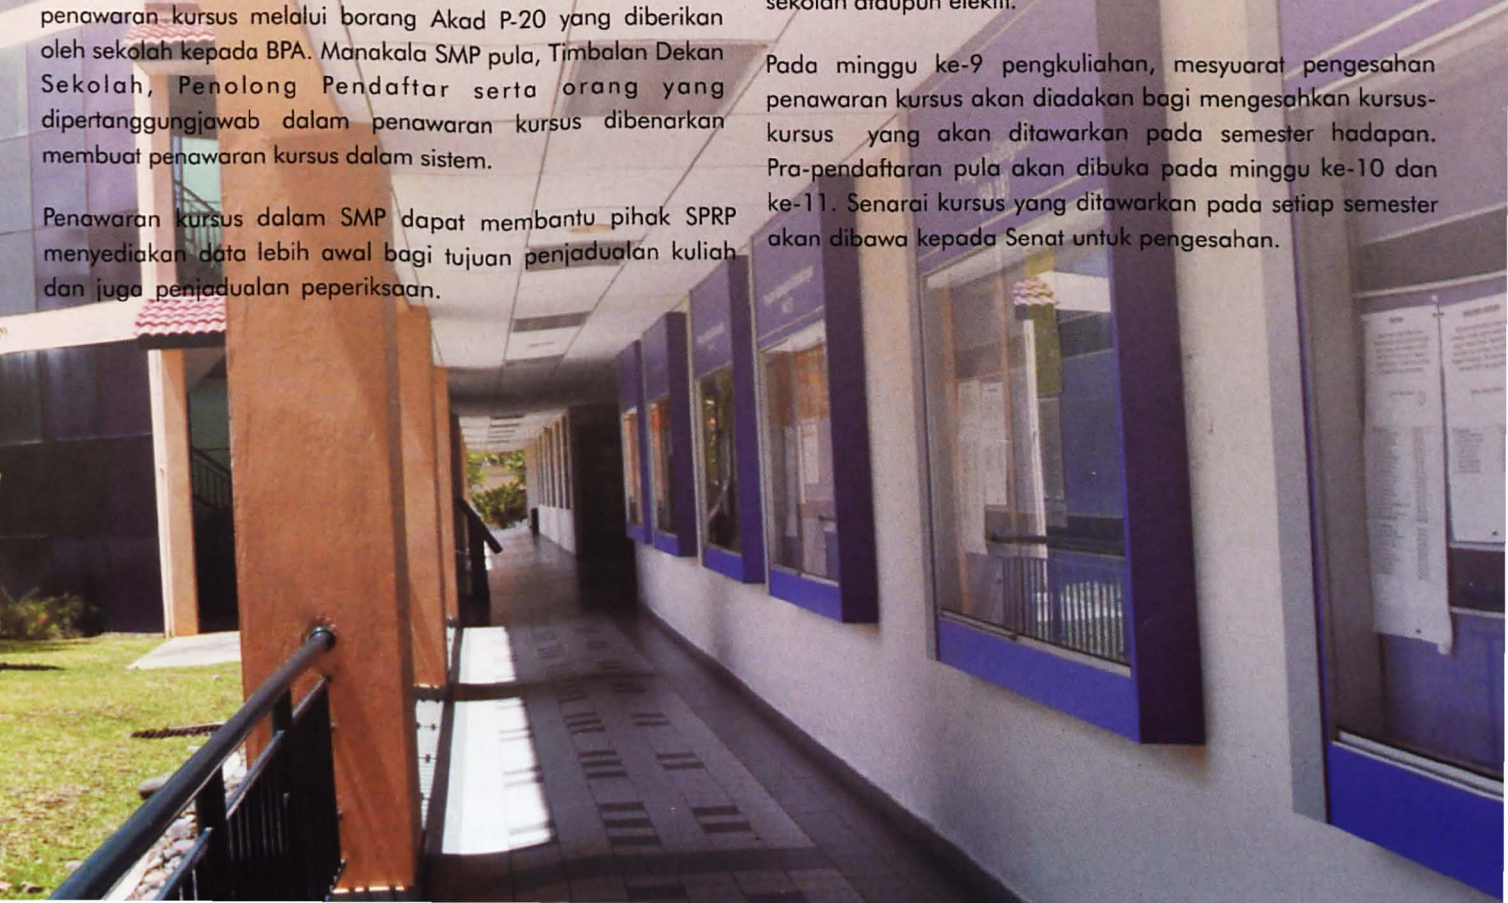 penawaran kursus melalui borang Akad P-20 yang diberikan
oleh sekolah kepada BPA. Manakala SMP pula, Timbalan Dekan
Sekolah, Penolong Pendaftar serta orang yang
dipertanggungjawab dalam penawaran kursus dibenarkan
membuat penawaran kursus dalam sistem.
Penawaran kursus dalam SMP dapat membantu pihak SPRP
menyediakan data lebih awal bagi tujuan penjadualan kuliah
dan juga penjadualan peperiksaan.
sekolah ataupun elektif.
Pada minggu ke-9 pengkuliahan, mesyuarat pengesahan
penawaran kursus akan diadakan bagi mengesahkan kursus-
kursus yang akan ditawarkan pada semester hadapan.
Pra-pendaftaran pula akan dibuka pada minggu ke-10 dan
ke-11. Senarai kursus yang ditawarkan pada setiap semester
akan dibawa kepada Senat untuk pengesahan.